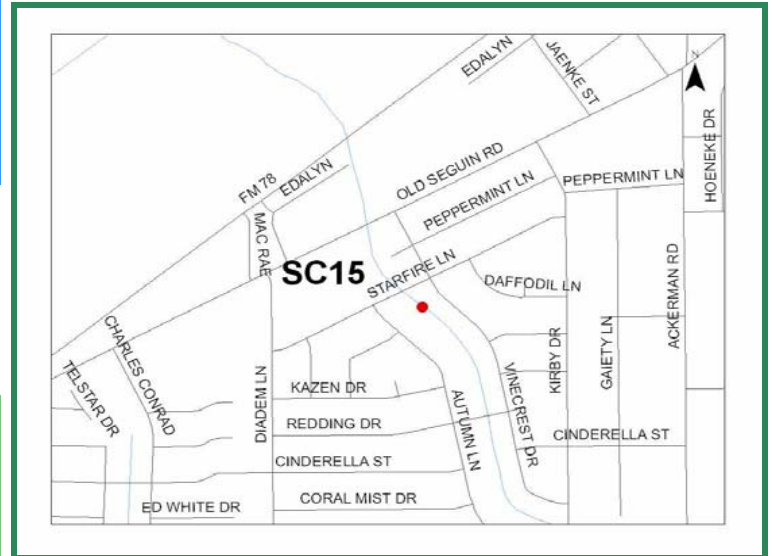 EDALYN
JAENKE ST
N
HOENEKE DR
OLD SEGUIN RD
FM 78
EDALYN
PEPPERMINT LN
PEPPERMINT LN
MAC RAE
SC15
STARFIRE LN
DAFFODIL LN
ACKERMAN RD
CHARLES CONRAD
TELSTAR DR
DIADEM LN
KAZEN DR
AUTUMN LN
VINECREST DR
KIRBY DR
GAIETY LN
REDDING DR
CINDERELLA ST
CINDERELLA ST
ED WHITE DR
CORAL MIST DR